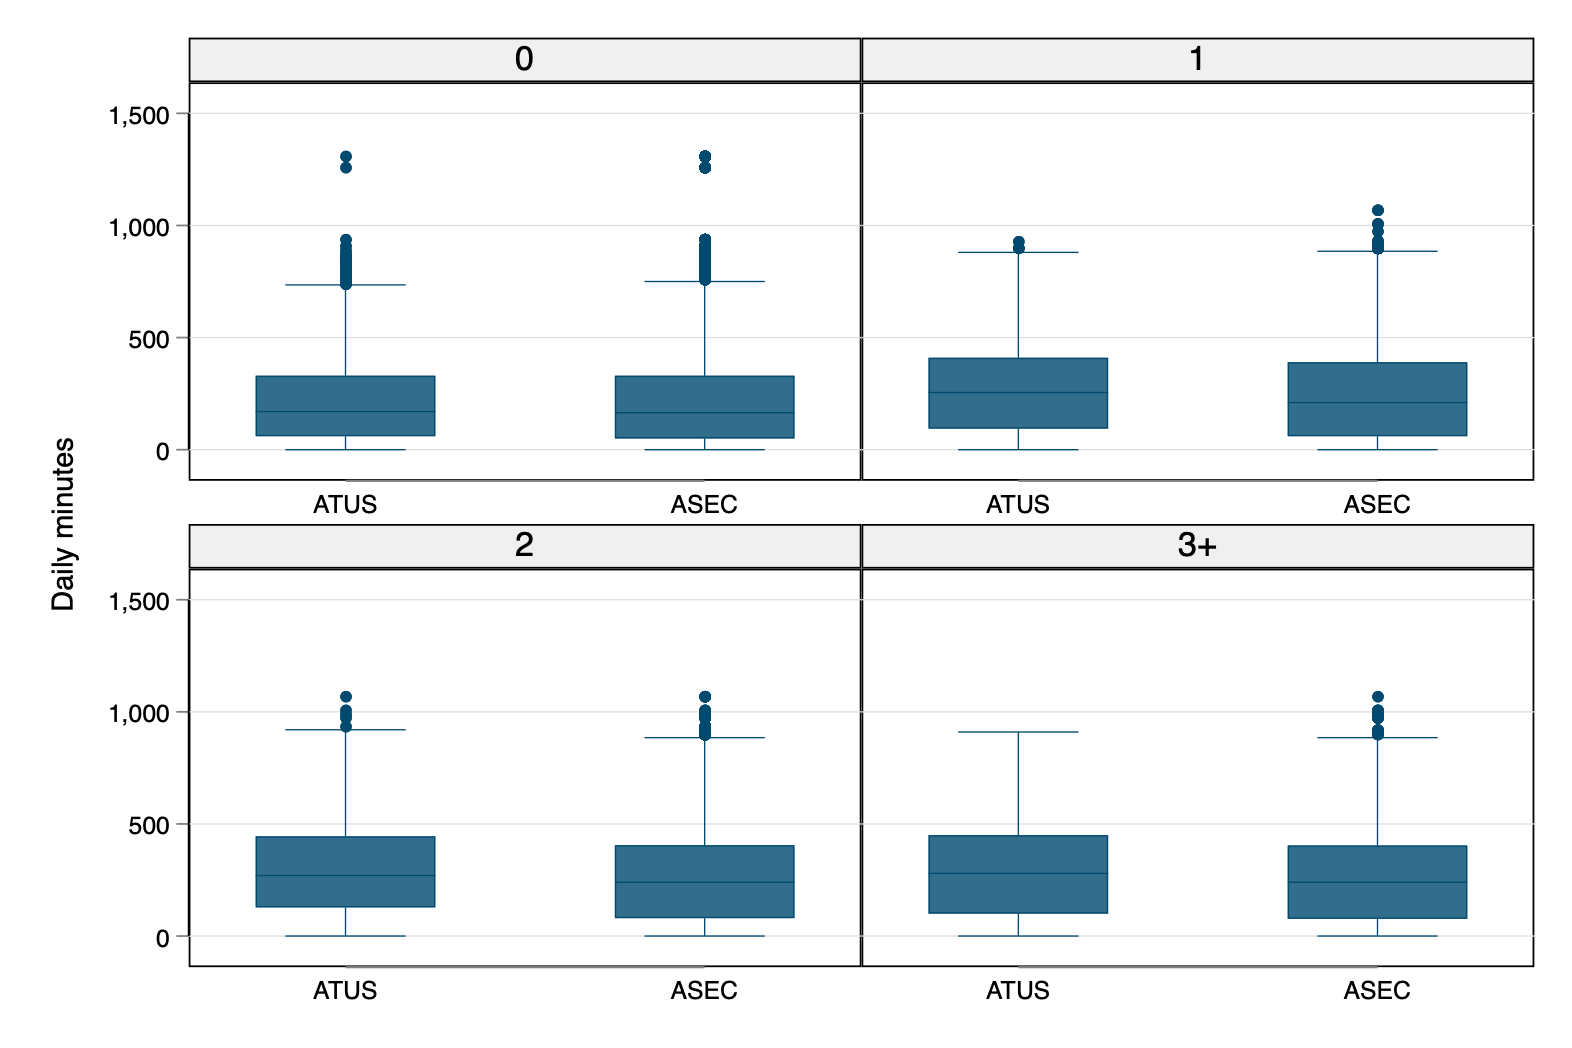 Daily minutes
0
1
1,500
1,000
500
0
ATUS
ASEC
ATUS
ASEC
2
3+
1,500
1,000
500
0
ATUS
ASEC
ATUS
ASEC